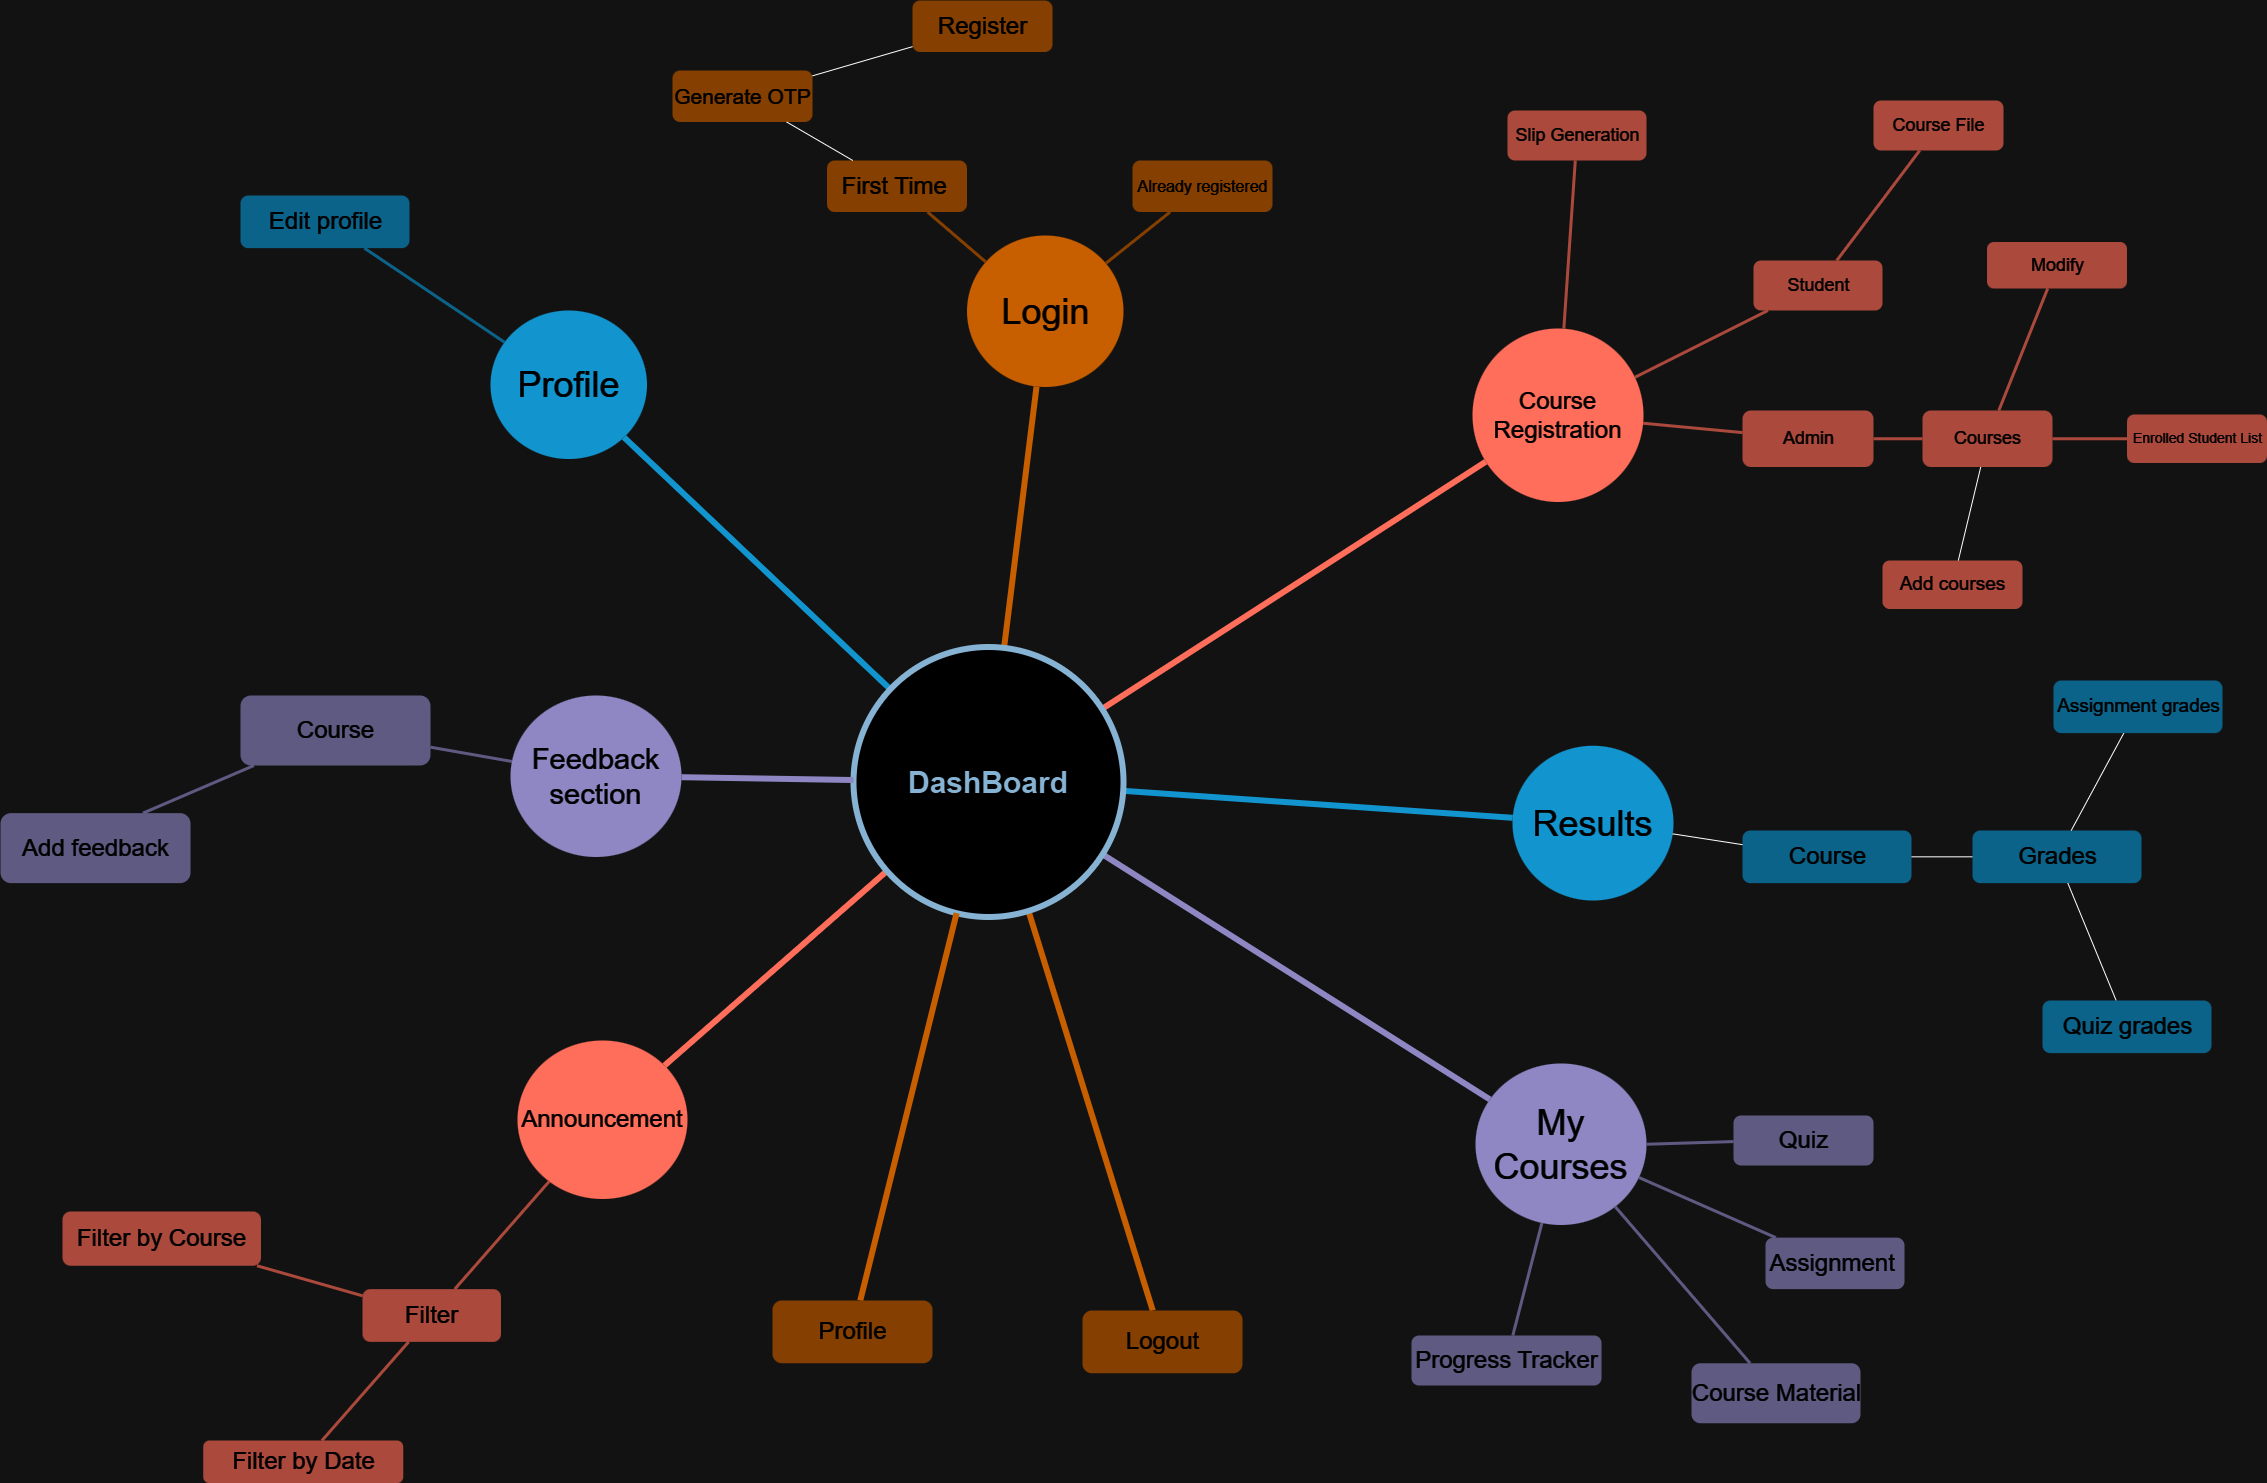 Register
Generate OTP
First Time
Already registered
Login
Edit profile
Profile
Slip Generation
Course File
Student
Modify
Course
Registration
Admin
Courses
Enrolled Student List
Add courses
DashBoard
Course
Feedback
section
Add feedback
Assignment grades
Results
Course
Grades
Quiz grades
Announcement
Filter by Course
Filter
Filter by Date
Profile
Logout
My
Courses
Quiz
Assignment
Progress Tracker
Course Material